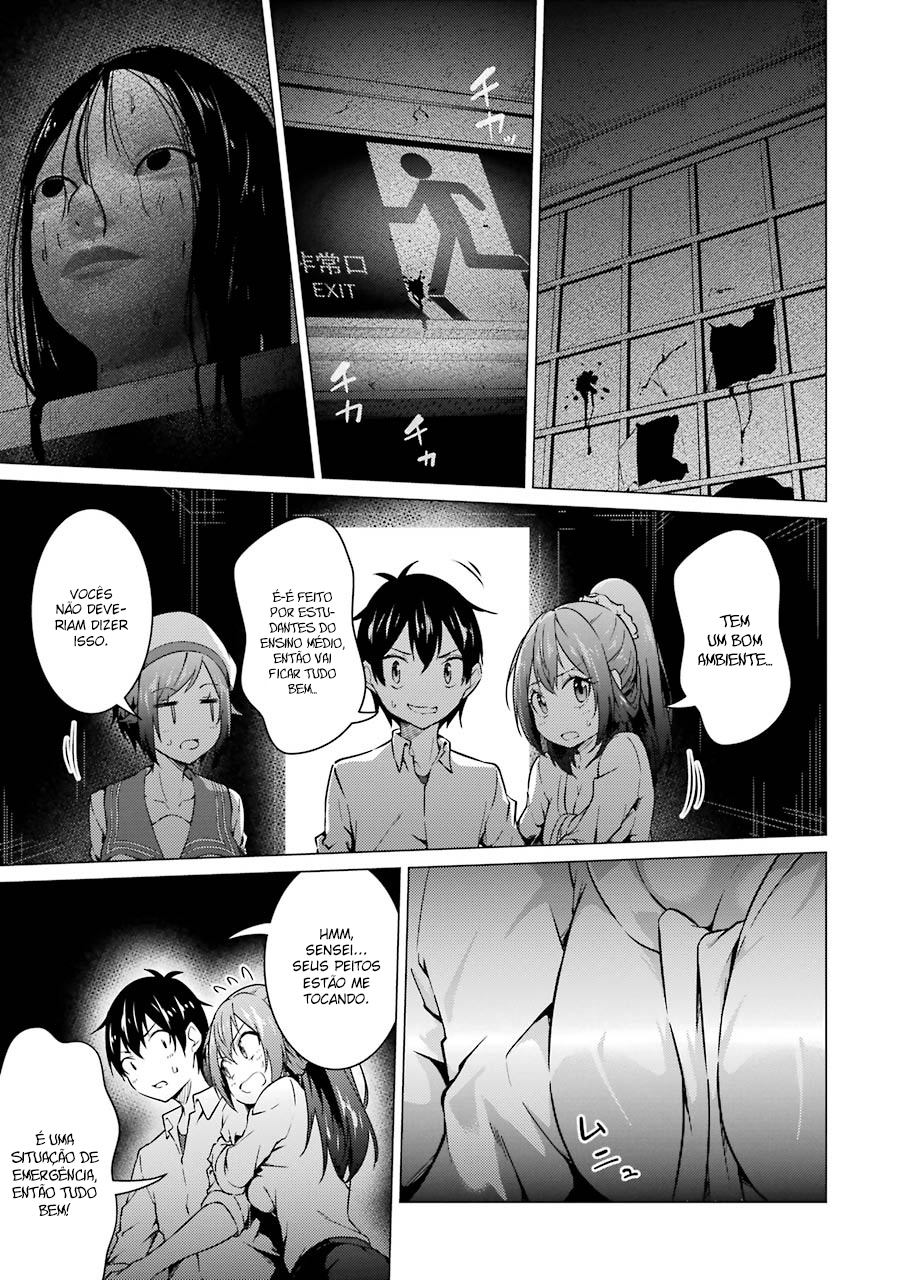 チカッ
非常口
EXIT
チカ
チカ
TEM
UM BOM
AMBIENTE...
É-É FEITO
POR ESTU-
DANTES DO
ENSINO MÉDIO,
ENTÃO VAI
FICAR TUDO
BEM...
VOCÊS
NÃO DEVE-
RIAM DIZER
ISSO.
ムニュ
HMM,
SENSEI...
SEUS PEITOS
ESTÃO ME
TOCANDO.
É UMA
SITUAÇÃO DE
EMERGÊNCIA,
ENTÃO TUDO
BEM!